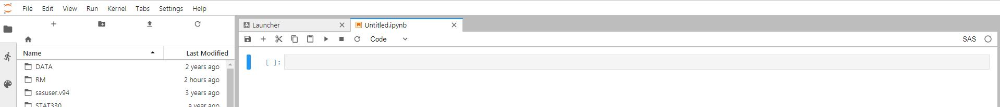 File Edit View Run Kernel Tabs Settings Help
Launcher Untitled.ipynb
Code SAS
Name Last Modified
[ ]:
DATA 2 years ago
RM 2 hours ago
sasuser.v94 3 years ago
STAT330 a year ago